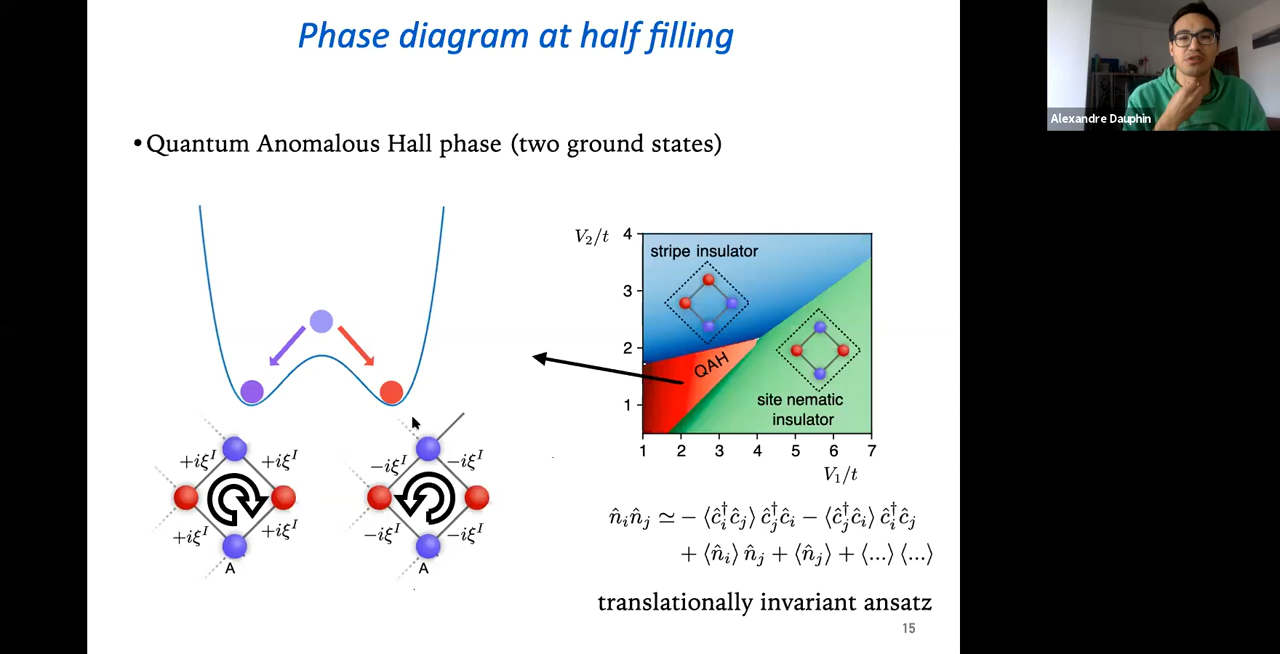 Phase diagram at half filling
Alexandre Dauphin
•Quantum Anomalous Hall phase (two ground states)
V₂/t
4
3
2
1
stripe insulator
QAH
site nematic
insulator
1 2 3 4 5 6 7
V₁/t
+iξᴵ +iξᴵ
+iξᴵ +iξᴵ
A
−iξᴵ −iξᴵ
−iξᴵ −iξᴵ
A
n̂ᵢn̂ⱼ ≃ − ⟨ĉᵢ†ĉⱼ⟩ ĉⱼ†ĉᵢ − ⟨ĉⱼ†ĉᵢ⟩ ĉᵢ†ĉⱼ
+ ⟨n̂ᵢ⟩ n̂ⱼ + ⟨n̂ⱼ⟩ + ⟨...⟩ ⟨...⟩
translationally invariant ansatz
15